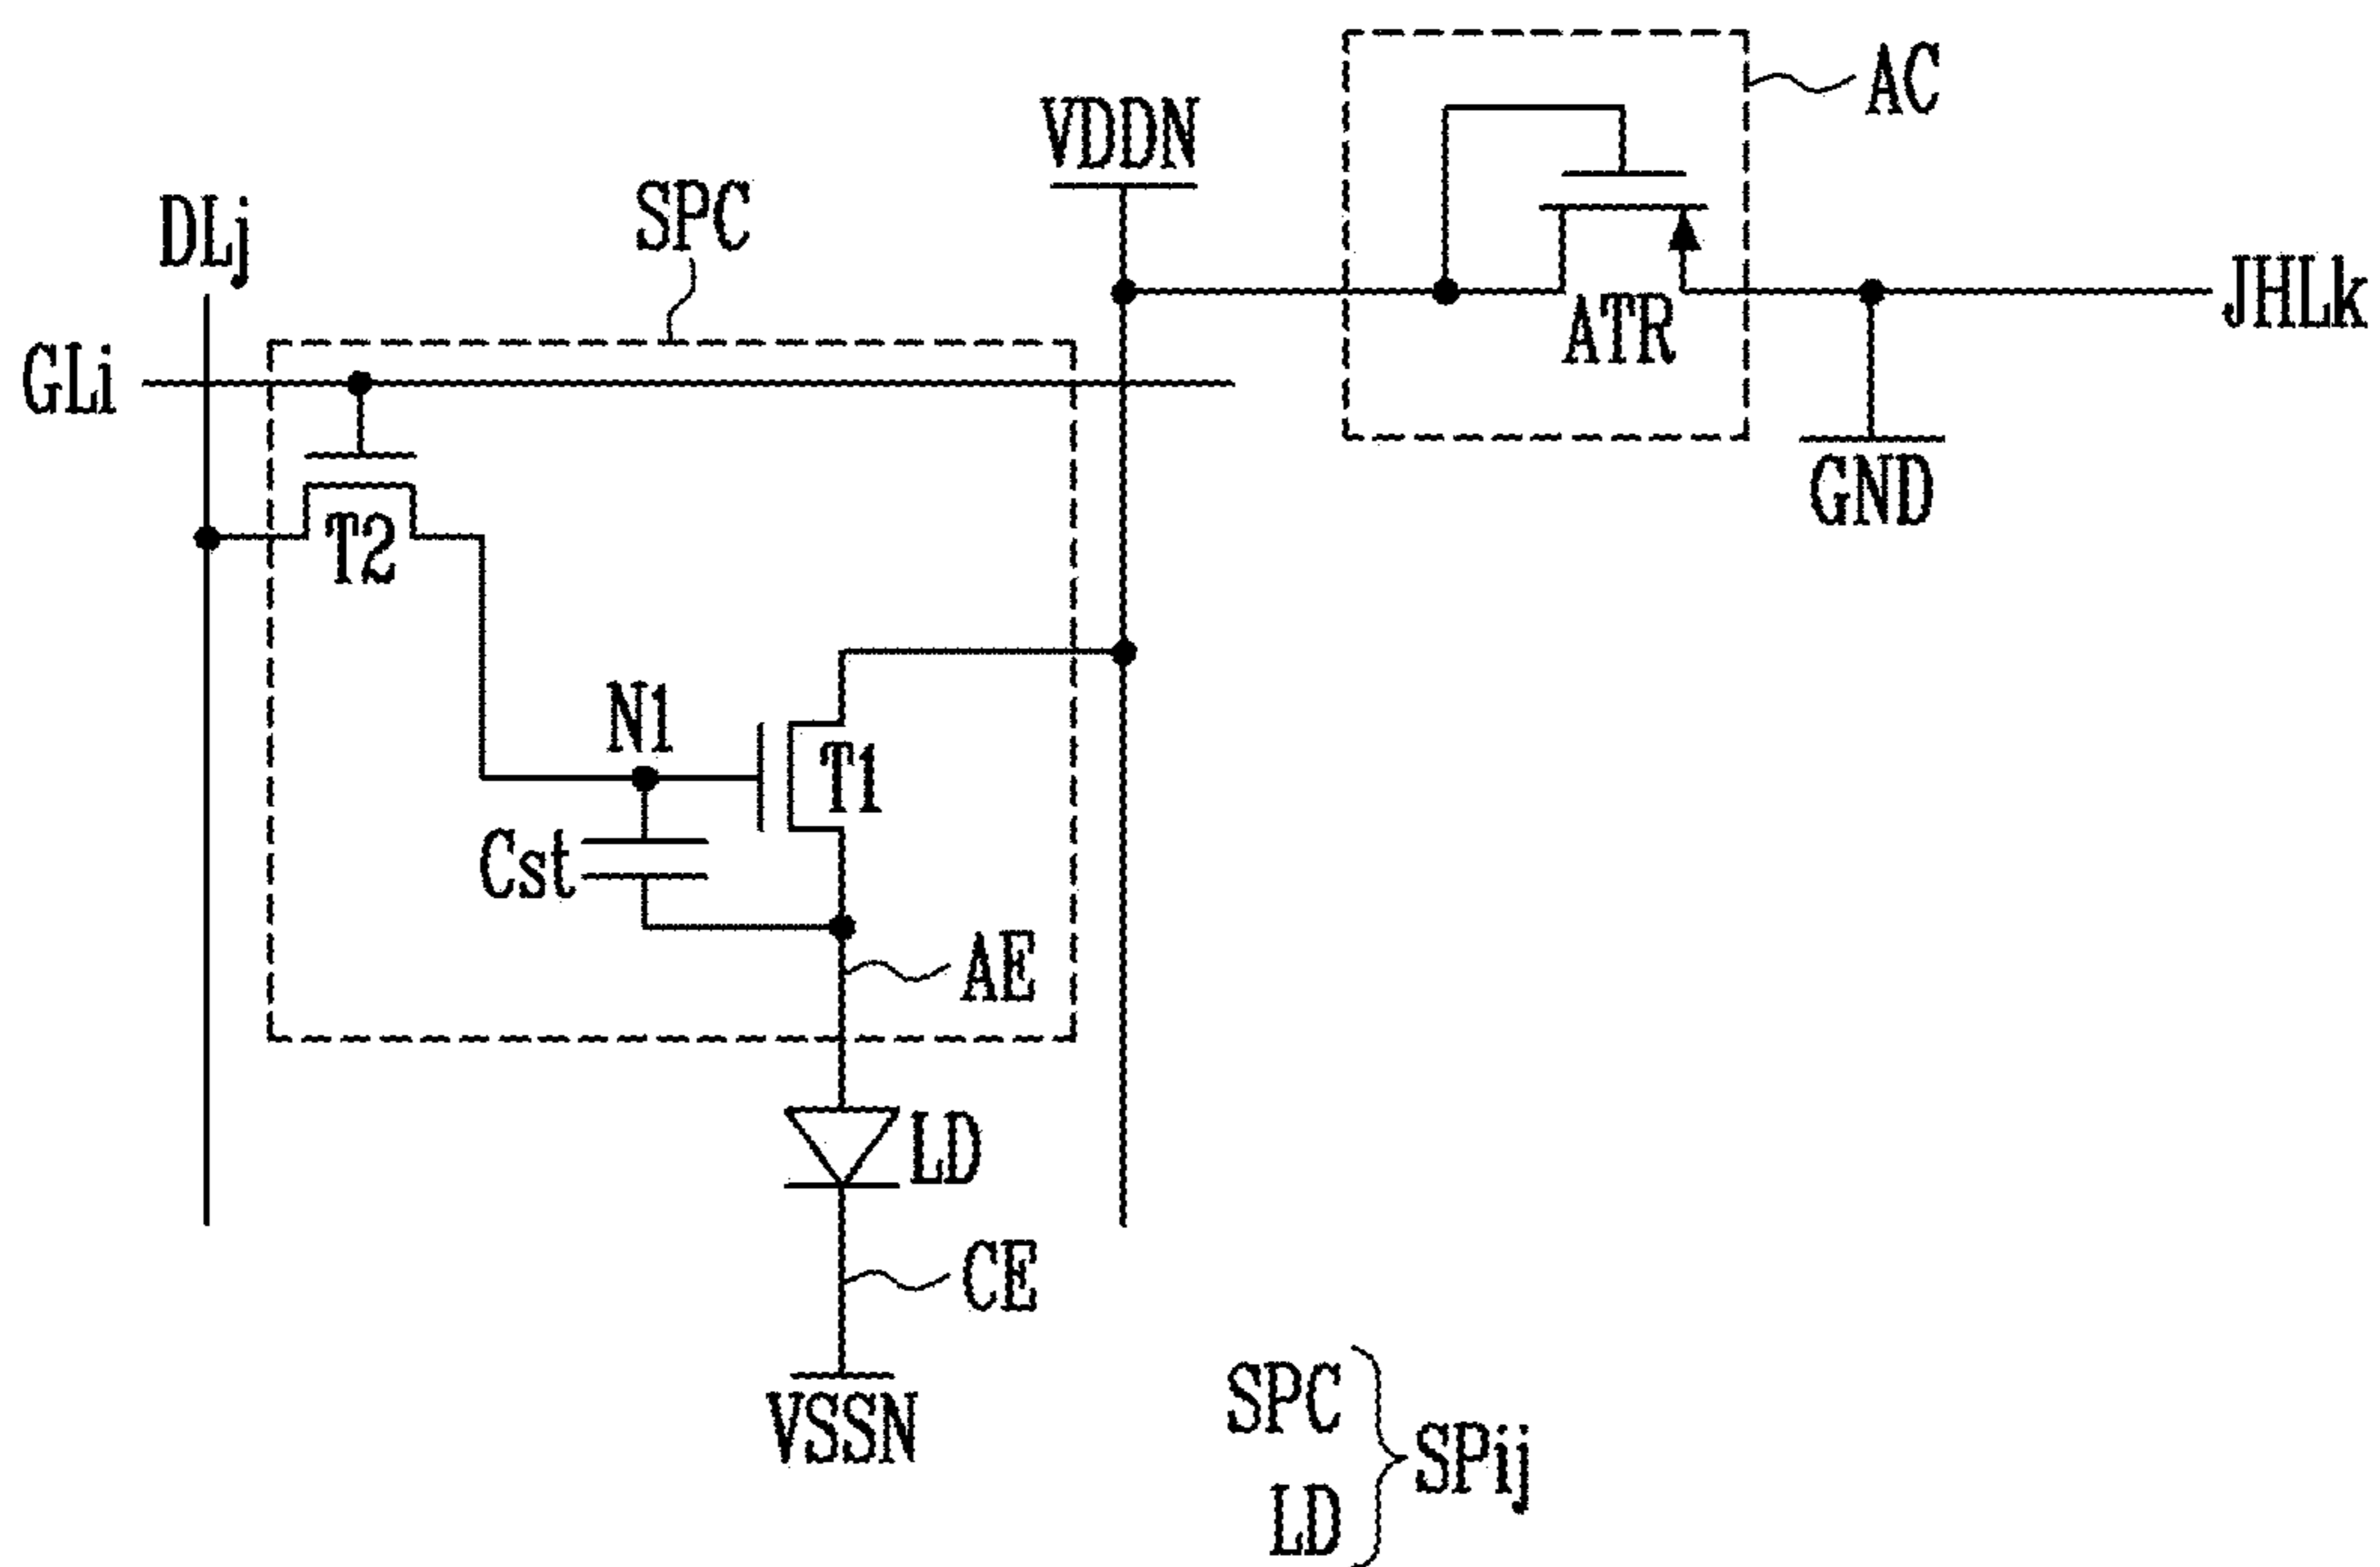 AC
VDDN
SPC
DLj
JHLk
ATR
GLi
GND
T2
N1
T1
Cst
AE
LD
CE
SPC
VSSN
SPij
LD